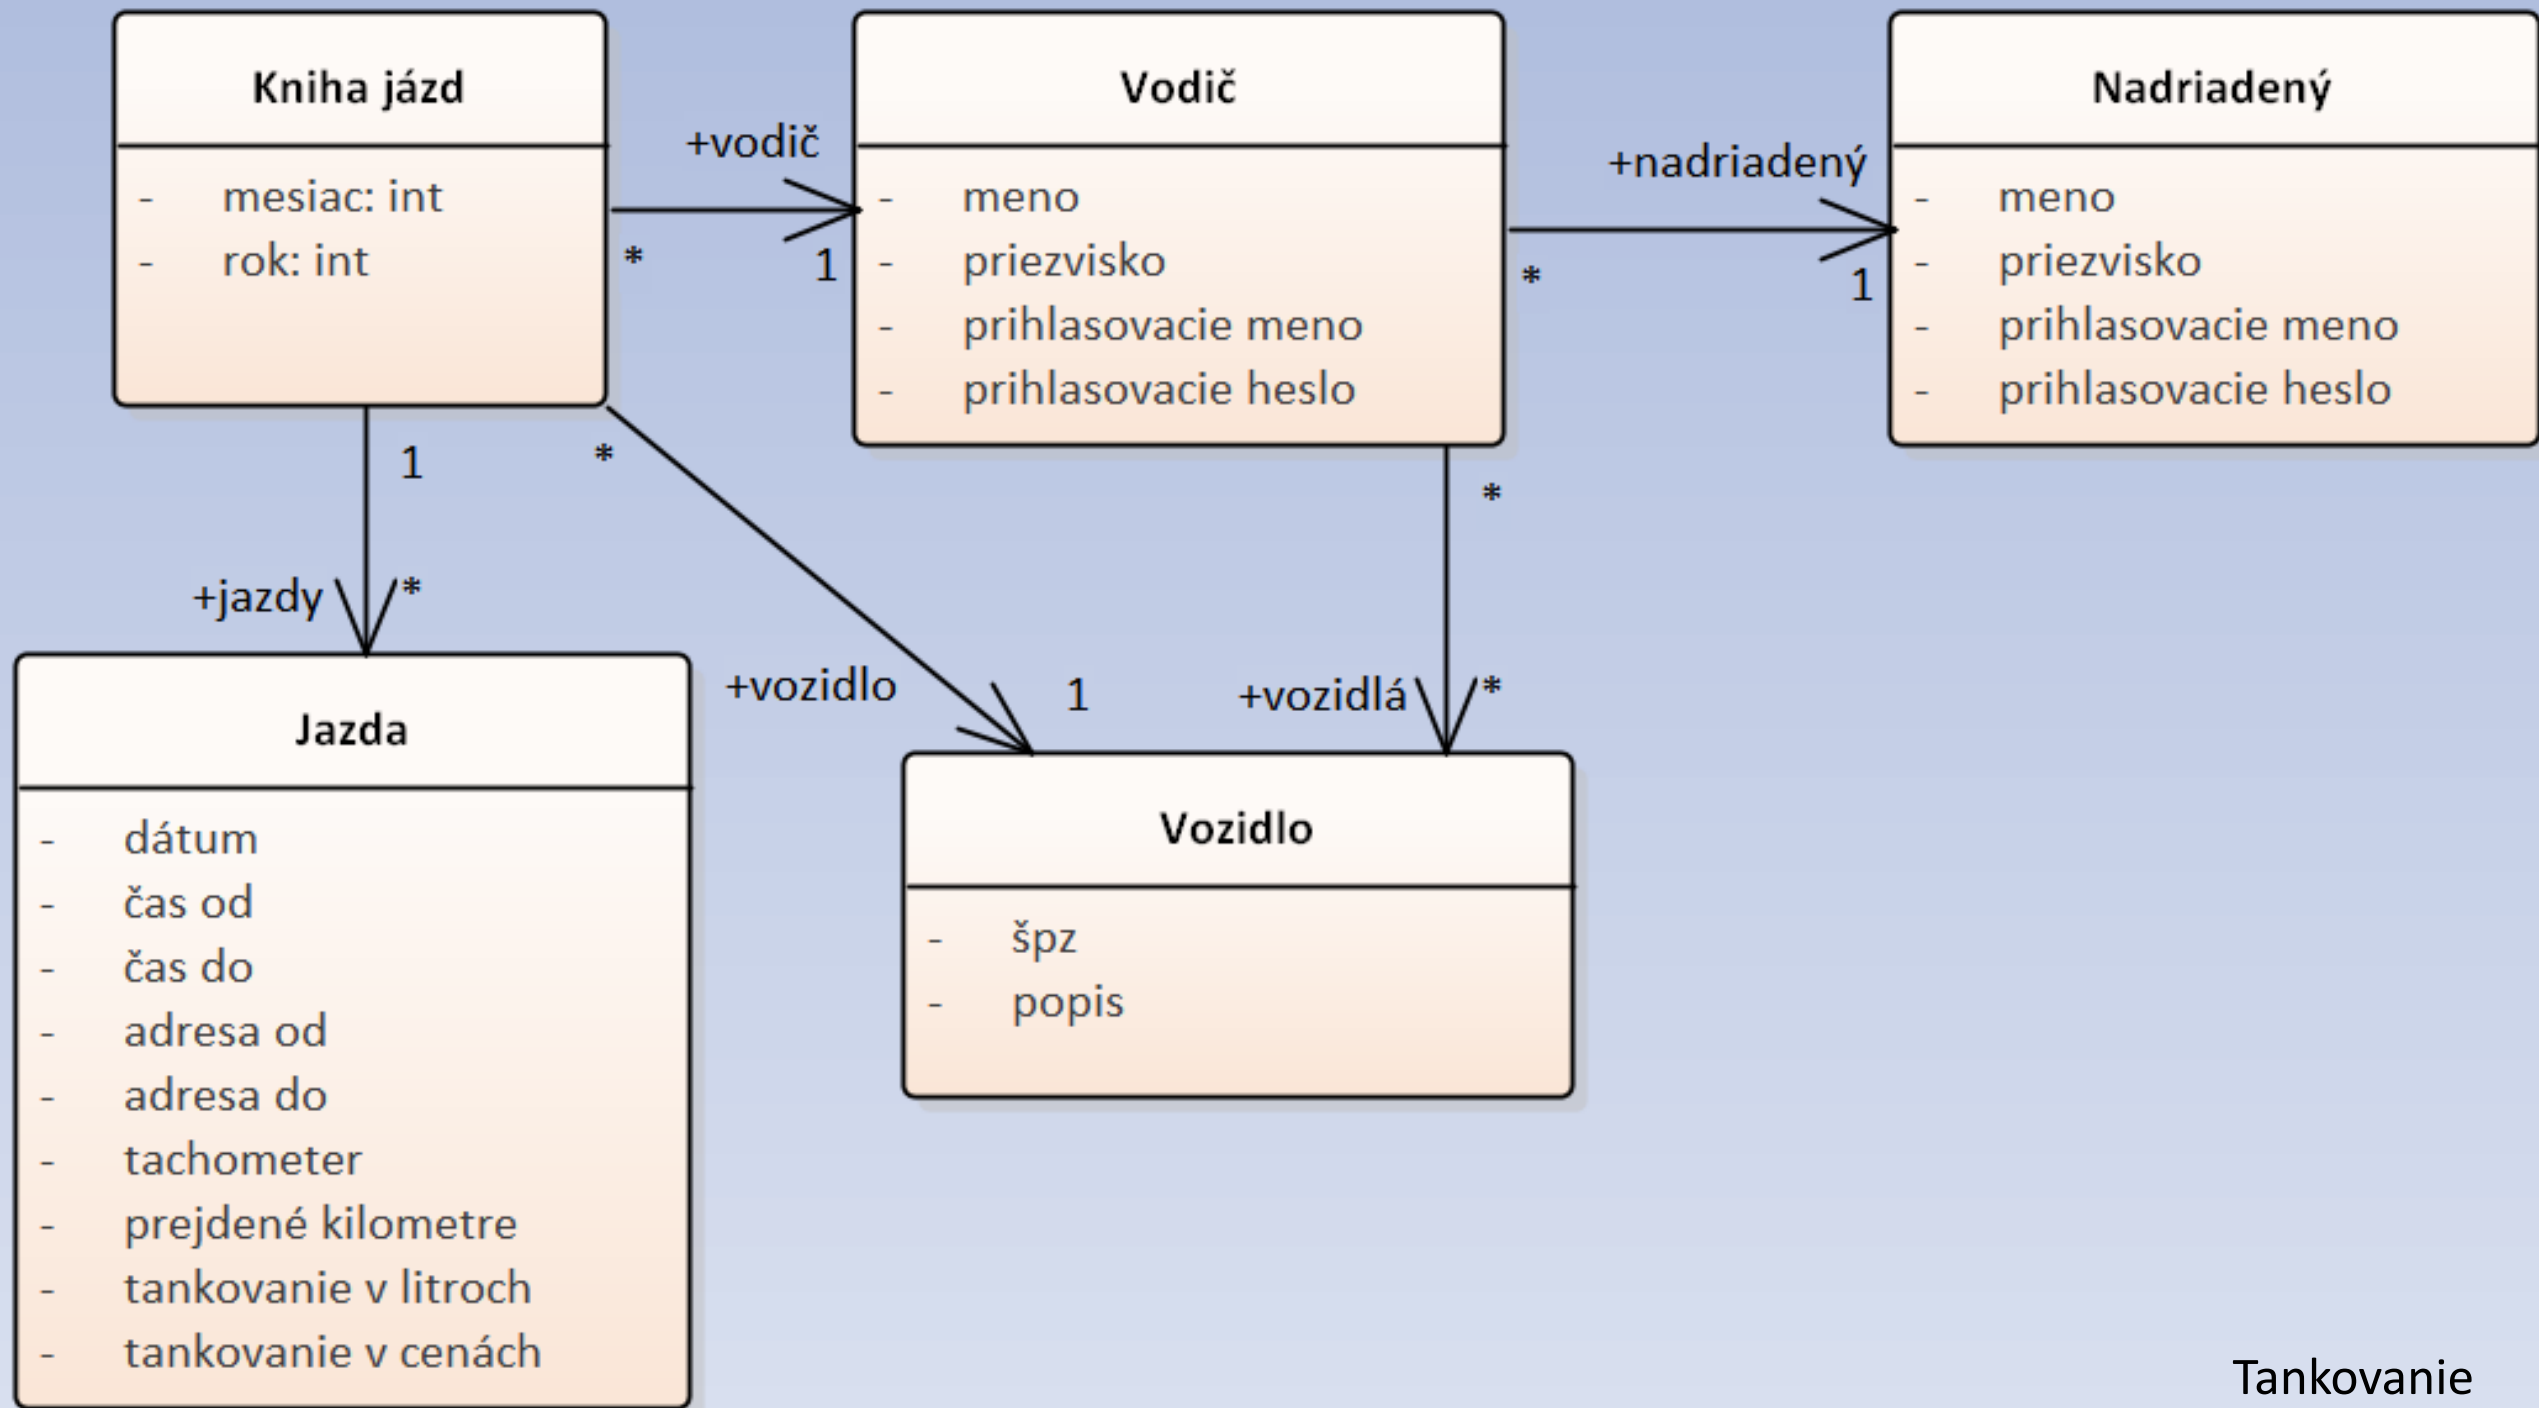 Kniha jázd
- mesiac: int
- rok: int
+vodič
*
1
Vodič
- meno
- priezvisko
- prihlasovacie meno
- prihlasovacie heslo
+nadriadený
*
1
Nadriadený
- meno
- priezvisko
- prihlasovacie meno
- prihlasovacie heslo
1
+jazdy
*
*
+vozidlo
1
*
+vozidlá
*
Jazda
- dátum
- čas od
- čas do
- adresa od
- adresa do
- tachometer
- prejdené kilometre
- tankovanie v litroch
- tankovanie v cenách
Vozidlo
- špz
- popis
Tankovanie